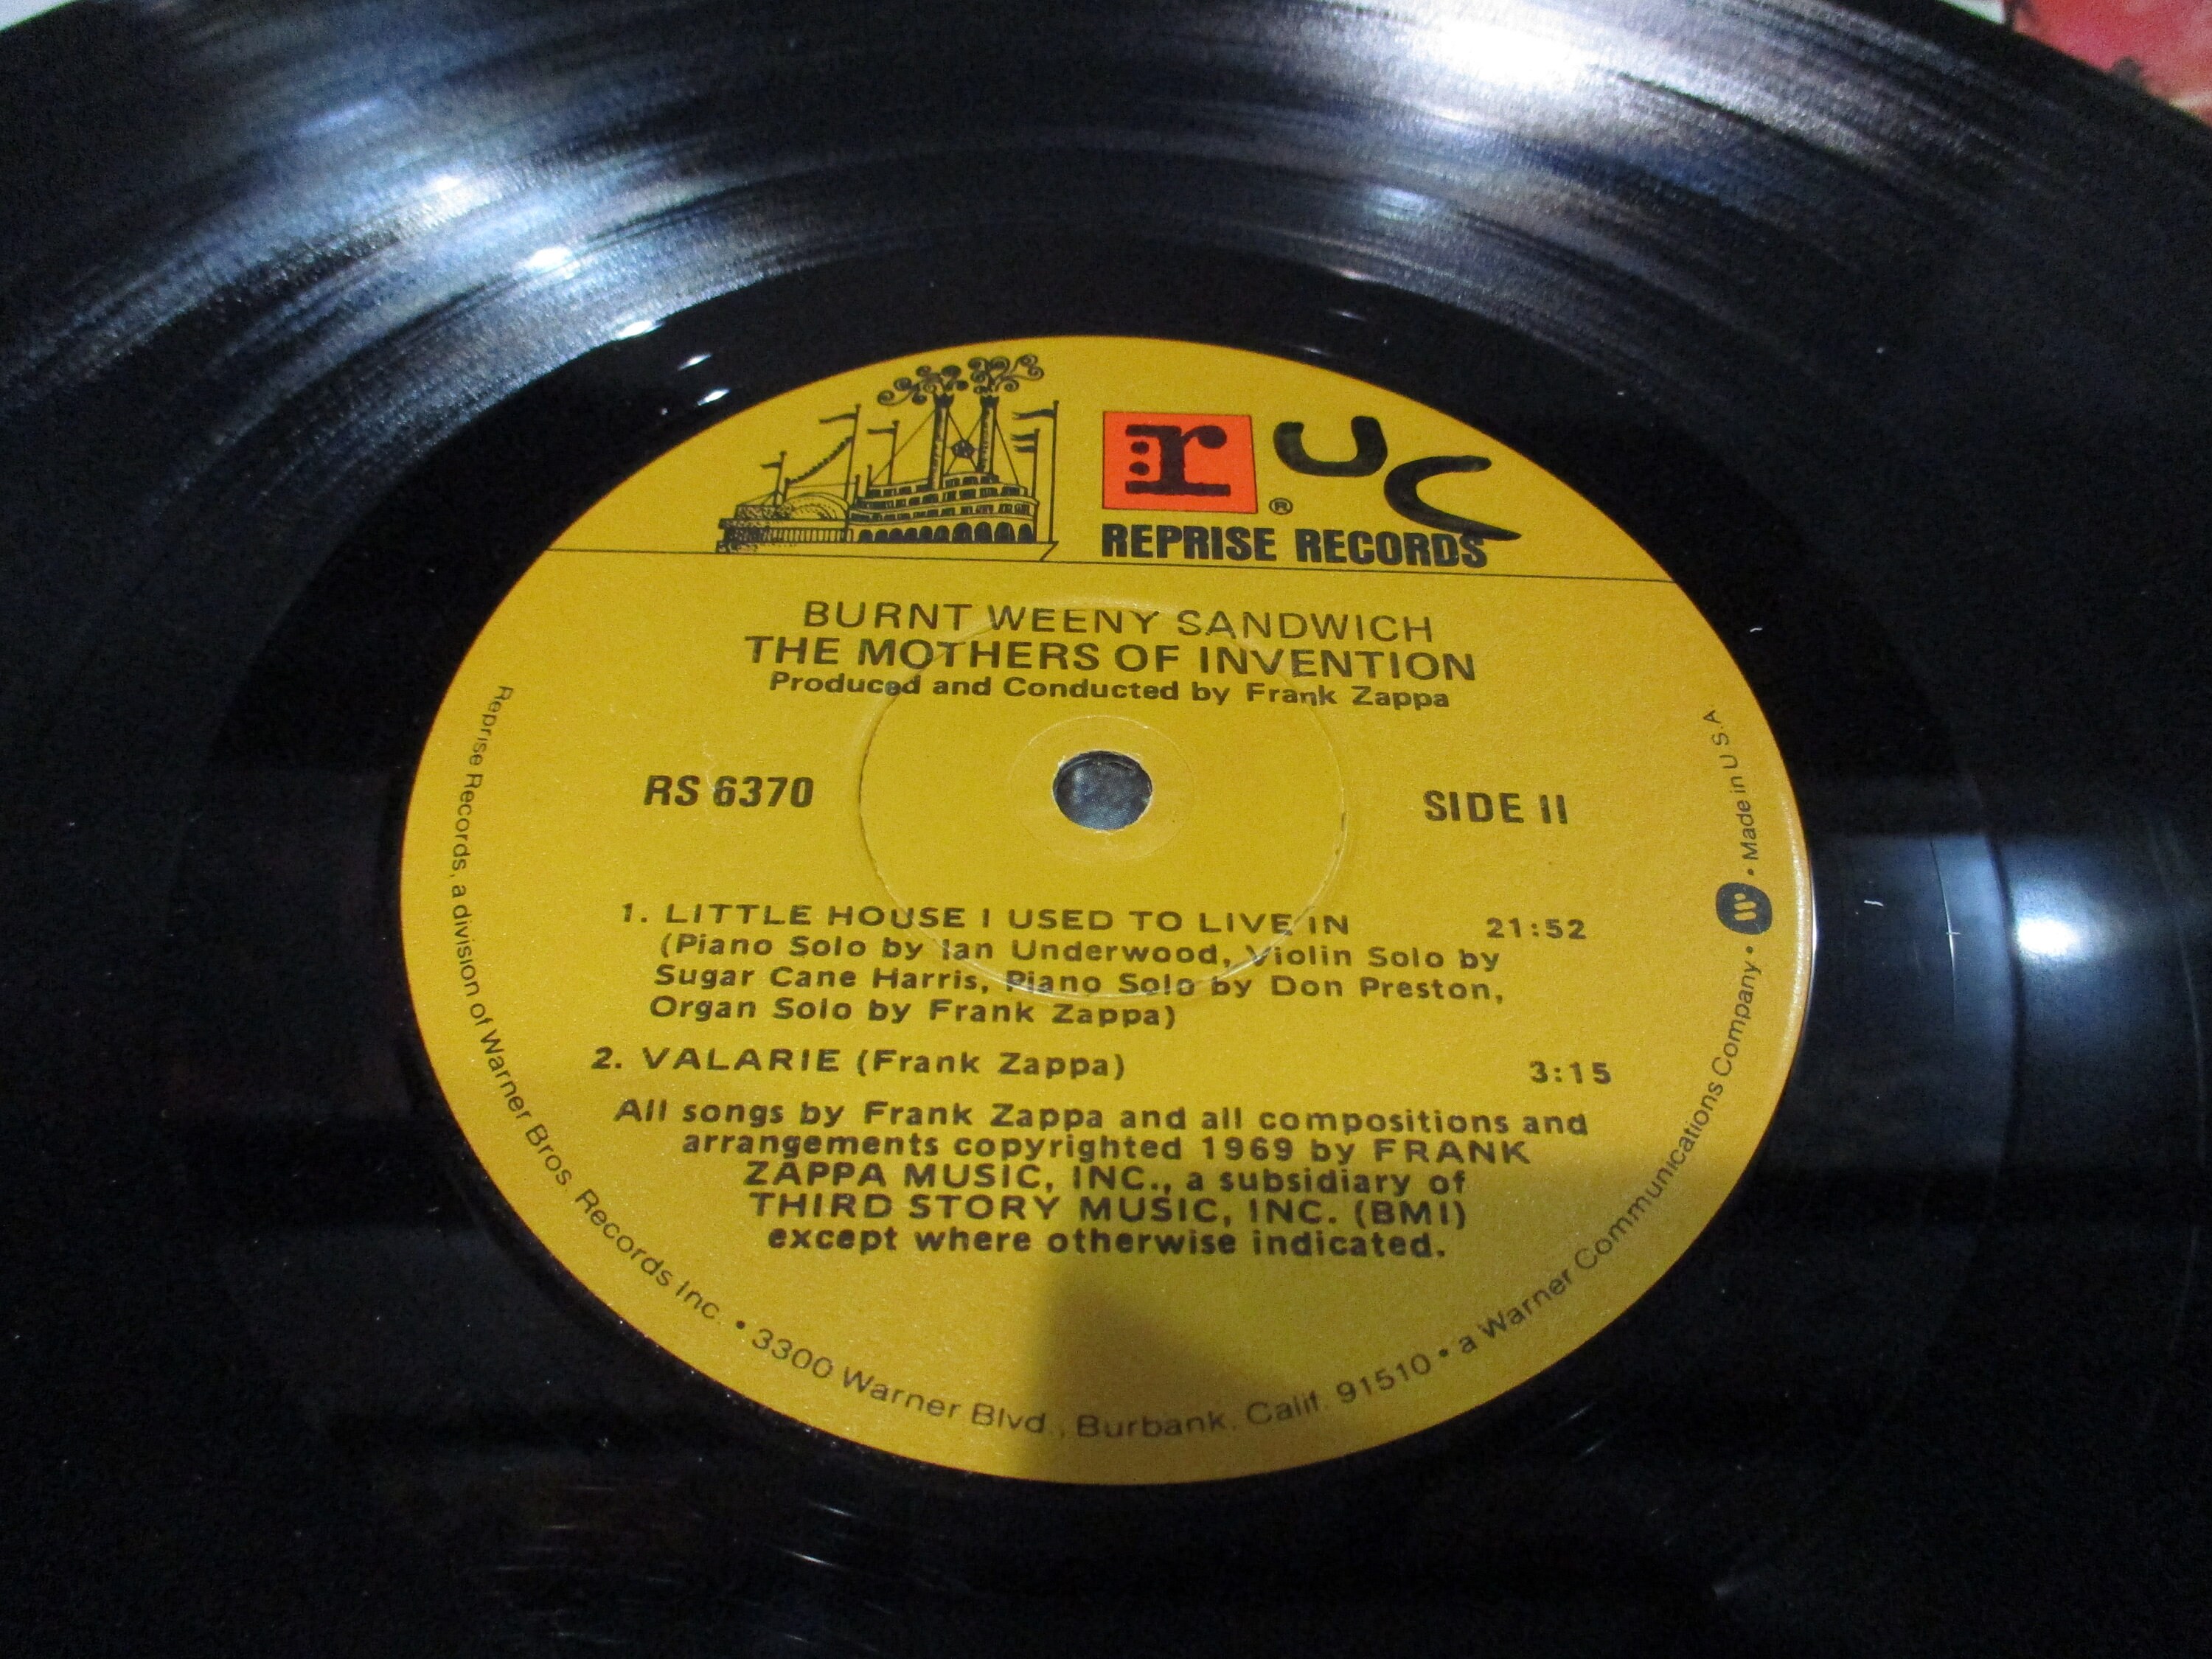 r UC
®
REPRISE RECORDS
BURNT WEENY SANDWICH
THE MOTHERS OF INVENTION
Produced and Conducted by Frank Zappa
RS 6370
SIDE II
1. LITTLE HOUSE I USED TO LIVE IN 21:52
(Piano Solo by Ian Underwood, Violin Solo by
Sugar Cane Harris, Piano Solo by Don Preston,
Organ Solo by Frank Zappa)
2. VALARIE (Frank Zappa) 3:15
All songs by Frank Zappa and all compositions and
arrangements copyrighted 1969 by FRANK
ZAPPA MUSIC, INC., a subsidiary of
THIRD STORY MUSIC, INC. (BMI)
except where otherwise indicated.
Reprise Records, a division of Warner Bros. Records Inc. • 3300 Warner Blvd., Burbank, Calif. 91510 • a Warner Communications Company • W • Made in U.S.A.